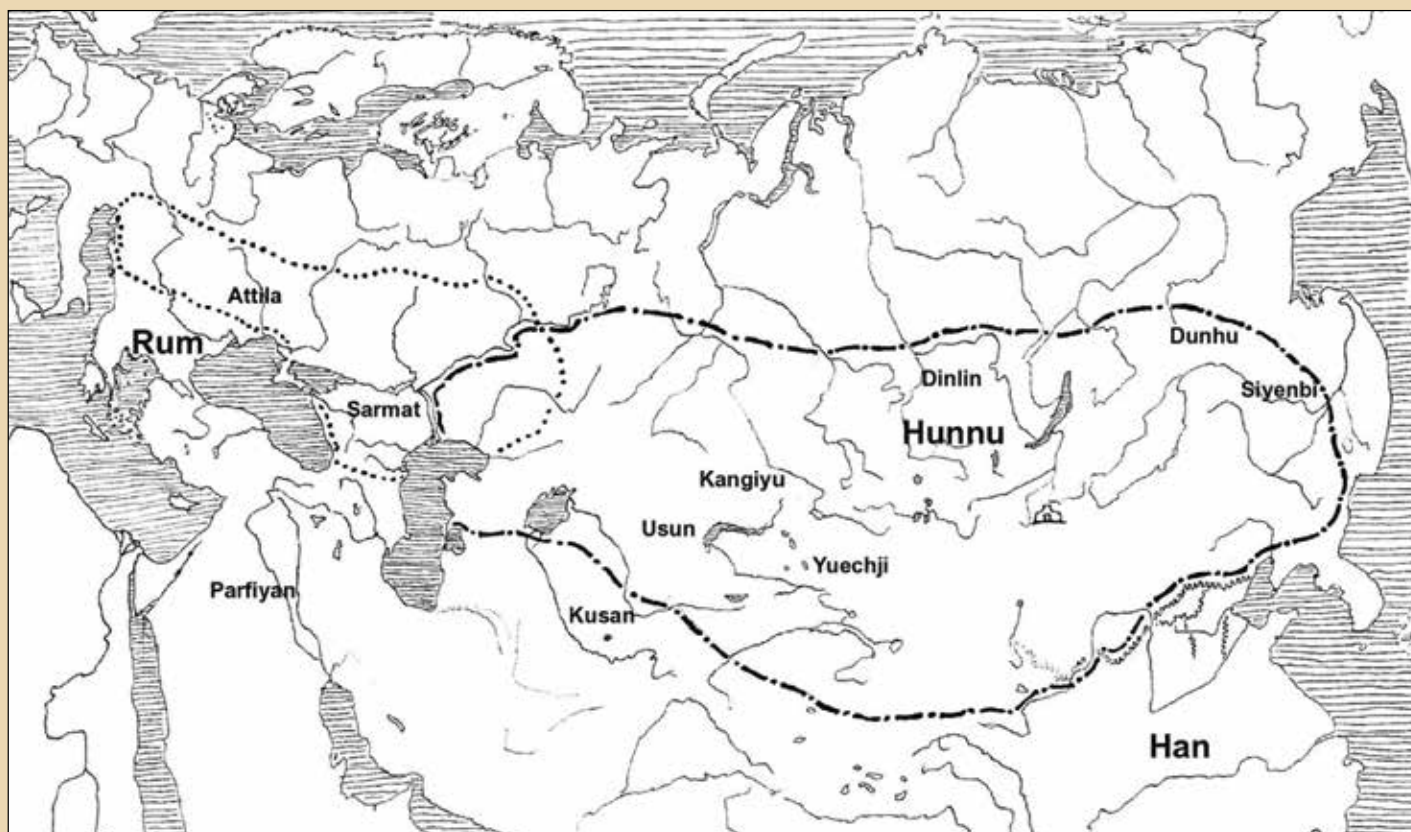 Attila
Rum
Dunhu
Dinlin
Siyenbi
Sarmat
Hunnu
Kangiyu
Usun
Yuechji
Parfiyan
Kusan
Han